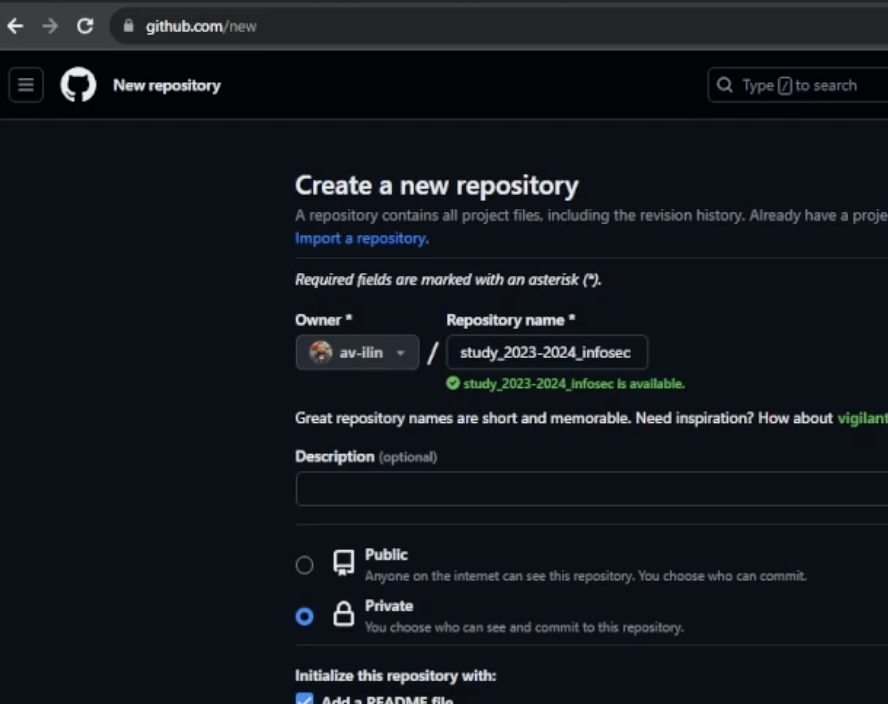 github.com/new
New repository
Type / to search
Create a new repository
A repository contains all project files, including the revision history. Already have a proje
Import a repository.
Required fields are marked with an asterisk (*).
Owner * Repository name *
av-ilin / study_2023-2024_infosec
study_2023-2024_infosec is available.
Great repository names are short and memorable. Need inspiration? How about vigilant
Description (optional)
Public
Anyone on the internet can see this repository. You choose who can commit.
Private
You choose who can see and commit to this repository.
Initialize this repository with:
Add a README file